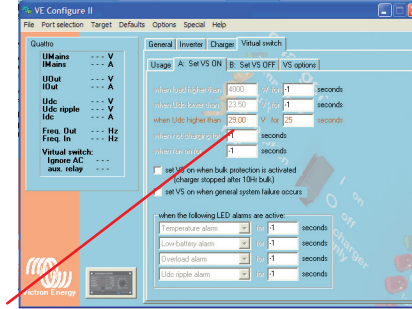 VE Configure II
File Port selection Target Defaults Options Special Help
Quattro
UMains - - - V
IMains - - - A
UOut - - - V
IOut - - - A
Udc - - - V
Udc ripple - - - V
Idc - - - A
Freq. Out - - - Hz
Freq. In - - - Hz
Virtual switch:
Ignore AC - - -
aux. relay - - -
General Inverter Charger Virtual switch
Usage A: Set VS ON B: Set VS OFF VS options
when load higher than 4000 W for -1 seconds
when Udc lower than 23.50 V for -1 seconds
when Udc higher than 29.00 V for 25 seconds
when not charging for -1 seconds
when fan on for -1 seconds
set VS on when bulk protection is activated
(charger stopped after 10Hr bulk)
set VS on when general system failure occurs
when the following LED alarms are active:
Temperature alarm for -1 seconds
Low-battery alarm for -1 seconds
Overload alarm for -1 seconds
Udc ripple alarm for -1 seconds
on
off
charger
only
victron energy